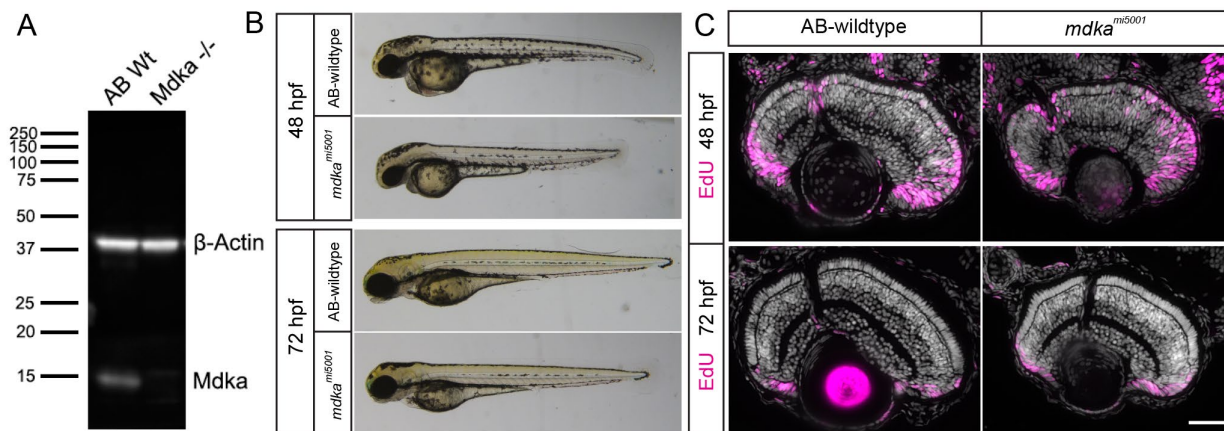 A
AB Wt
Mdka -/-
250
150
100
75
50
37
25
20
15
β-Actin
Mdka
B
48 hpf
AB-wildtype
mdka^mi5001
72 hpf
AB-wildtype
mdka^mi5001
C
AB-wildtype
mdka^mi5001
EdU 48 hpf
EdU 72 hpf